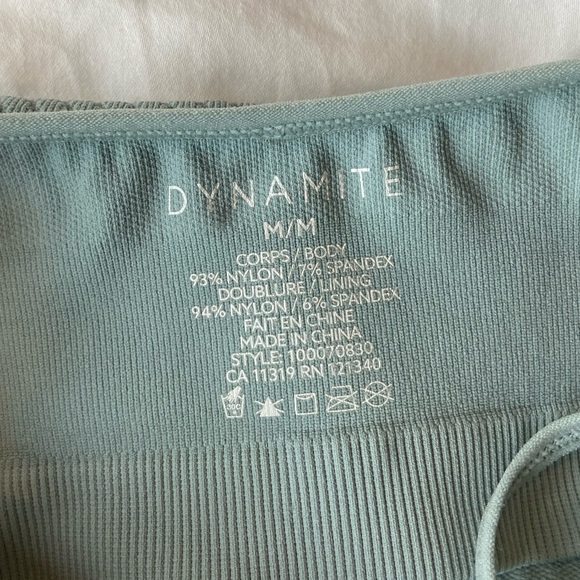 DYNAMITE
M/M
CORPS / BODY
93% NYLON / 7% SPANDEX
DOUBLURE / LINING
94% NYLON / 6% SPANDEX
FAIT EN CHINE
MADE IN CHINA
STYLE: 100070830
CA 11319 RN 121340